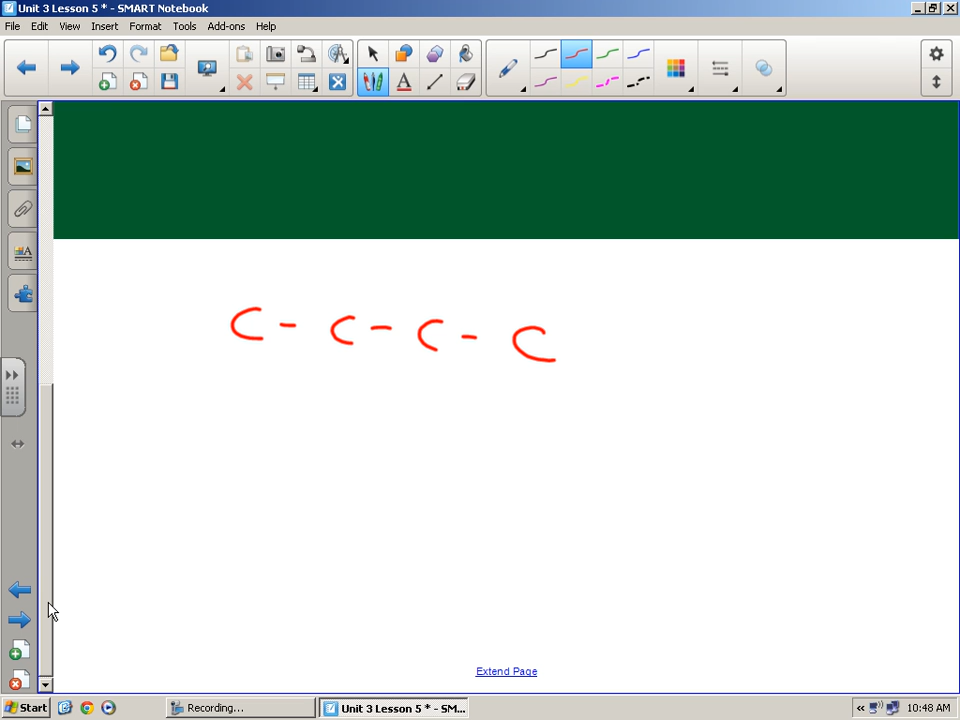 Unit 3 Lesson 5 * - SMART Notebook
File Edit View Insert Format Tools Add-ons Help
C - C - C - C
Extend Page
Start Recording... Unit 3 Lesson 5 * - SM... « 10:48 AM